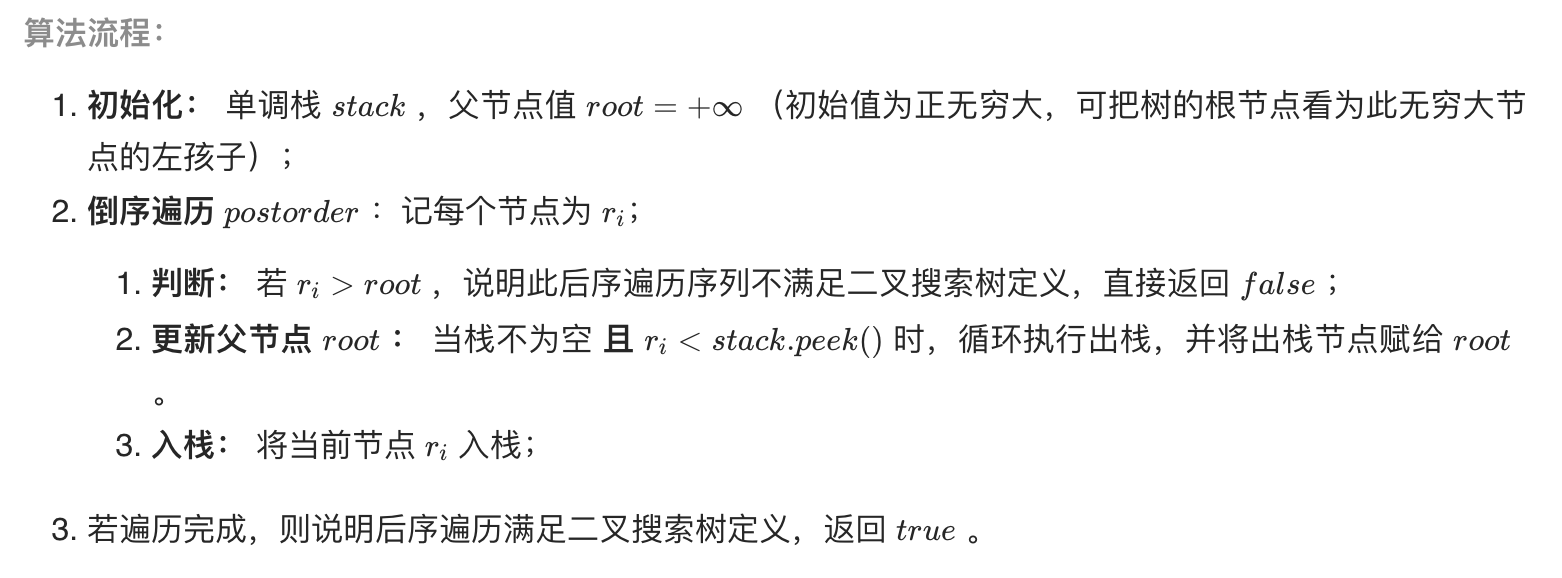 算法流程：
1. 初始化： 单调栈 stack ，父节点值 root = +∞ （初始值为正无穷大，可把树的根节点看为此无穷大节
点的左孩子）；
2. 倒序遍历 postorder ：记每个节点为 rᵢ；
1. 判断： 若 rᵢ > root ，说明此后序遍历序列不满足二叉搜索树定义，直接返回 false ；
2. 更新父节点 root ： 当栈不为空 且 rᵢ < stack.peek() 时，循环执行出栈，并将出栈节点赋给 root
。
3. 入栈： 将当前节点 rᵢ 入栈；
3. 若遍历完成，则说明后序遍历满足二叉搜索树定义，返回 true 。